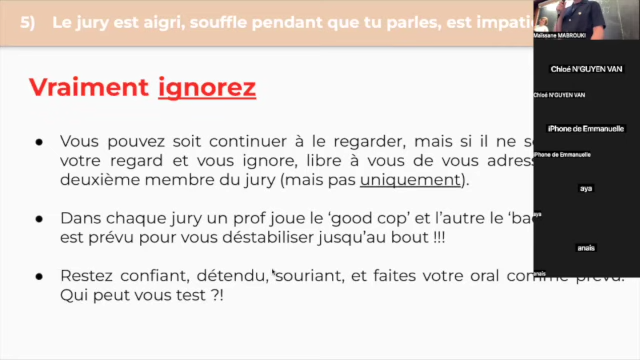 5) Le jury est aigri, souffle pendant que tu parles, est
Vraiment ignorez
● Vous pouvez soit continuer à le regarder, mais si il ne
votre regard et vous ignore, libre à vous de vous
deuxième membre du jury (mais pas uniquement).
● Dans chaque jury un prof joue le ‘good cop’ et l’autre le
est prévu pour vous déstabiliser jusqu’au bout !!!
● Restez confiant, détendu, souriant, et faites votre oral comme prévu.
Qui peut vous test ?!
Maïssane MABROUKI
Chloé N'GUYEN VAN
Chloé N'GUYEN VAN
iPhone de Emmanuelle
iPhone de Emmanuelle
aya
aya
anaïs
anaïs